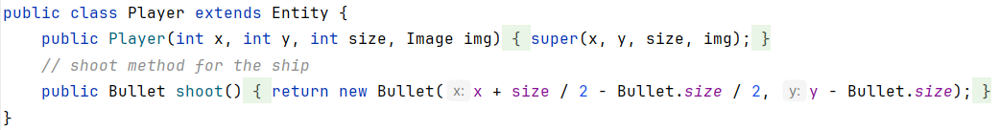 public class Player extends Entity {
    public Player(int x, int y, int size, Image img) { super(x, y, size, img); }
    // shoot method for the ship
    public Bullet shoot() { return new Bullet( x: x + size / 2 - Bullet.size / 2,  y: y - Bullet.size); }
}